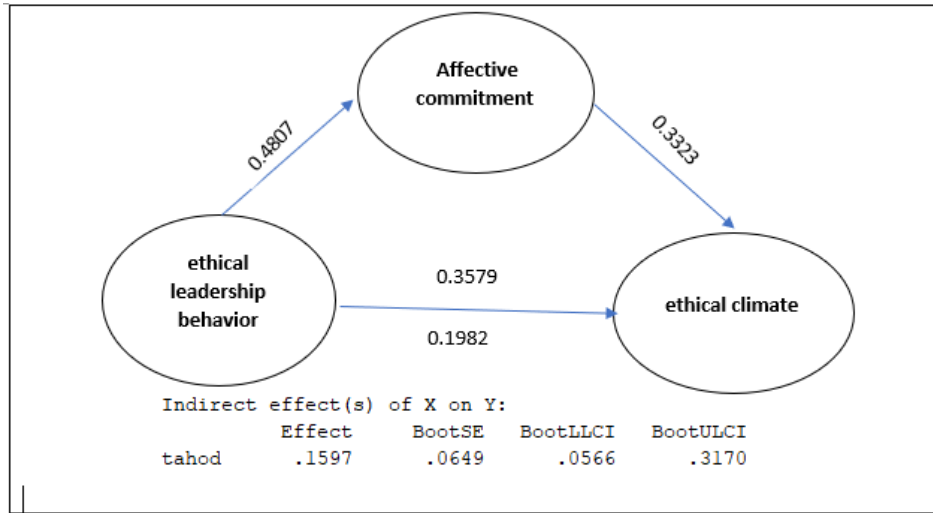 Affective
commitment
0.4807
0.3323
ethical
leadership
behavior
0.3579
0.1982
ethical climate
Indirect effect(s) of X on Y:
Effect BootSE BootLLCI BootULCI
tahod .1597 .0649 .0566 .3170